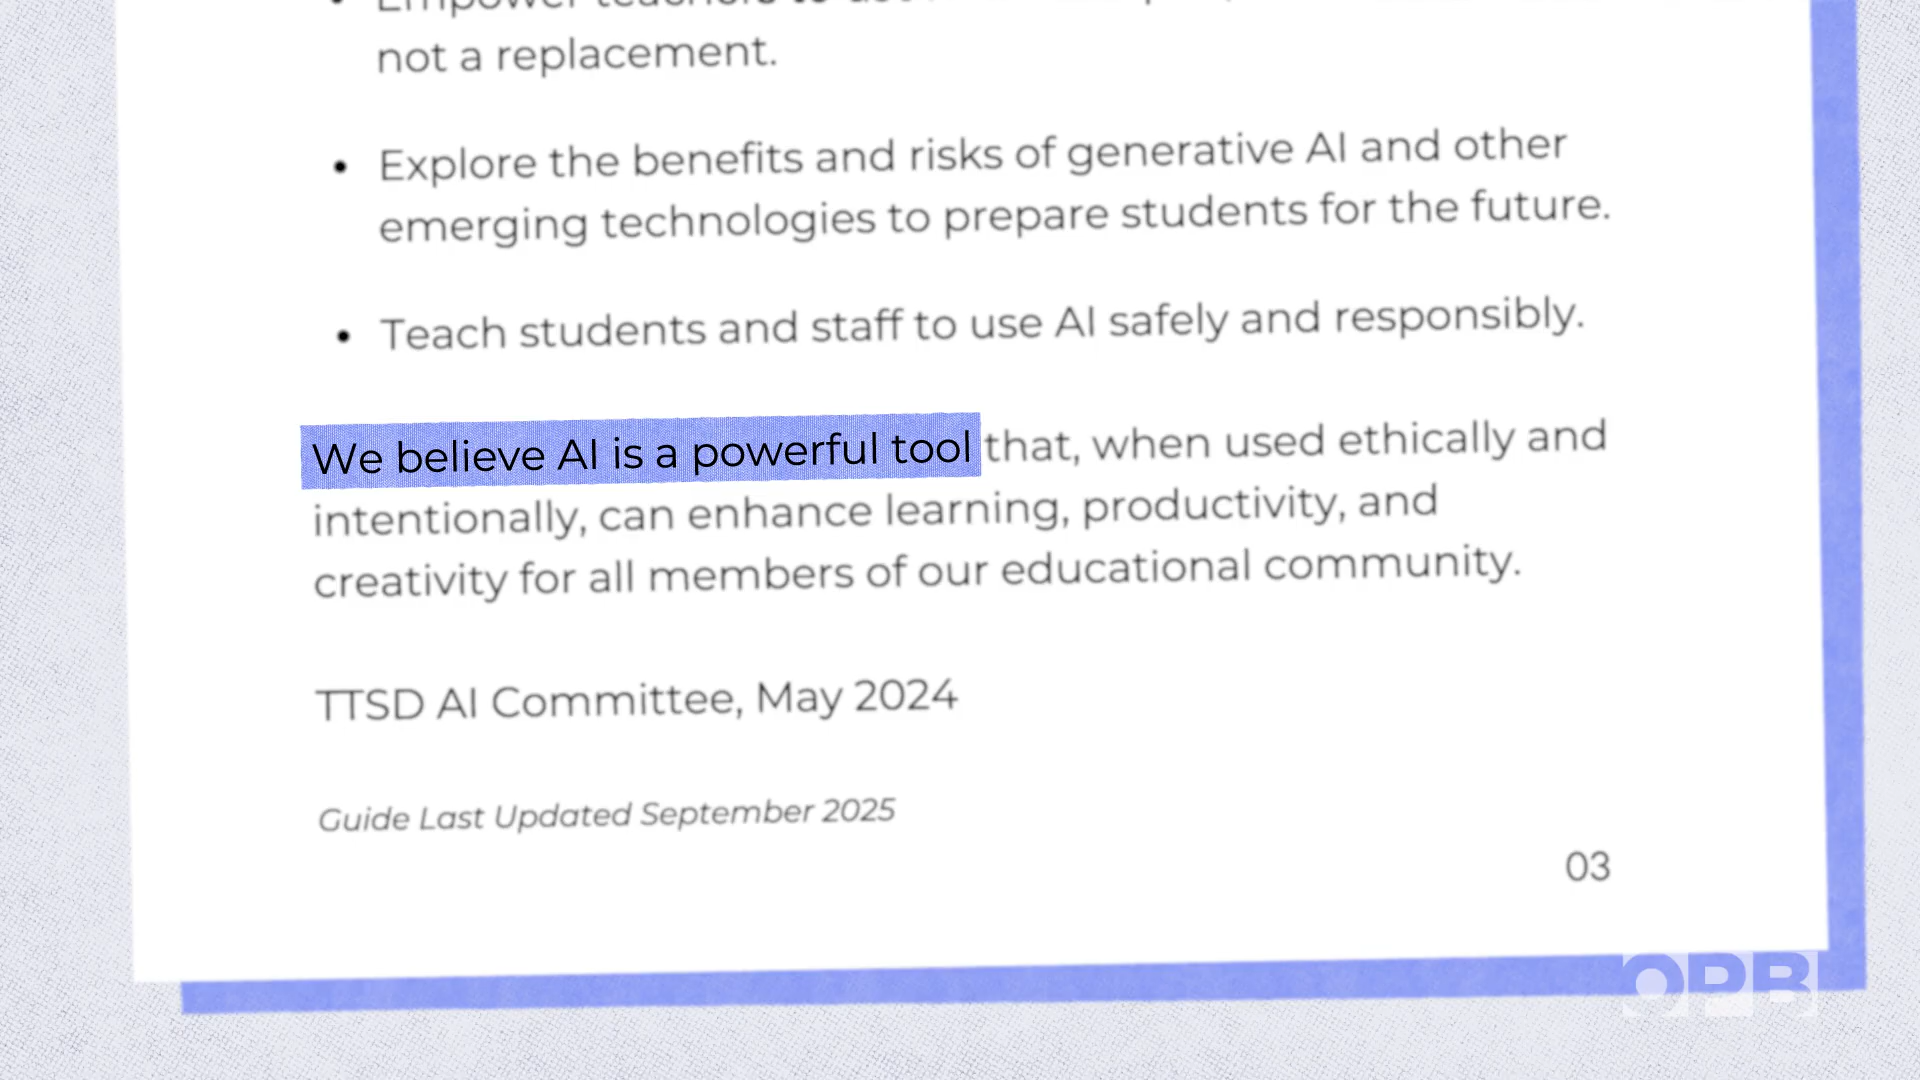 Empower teachers to
not a replacement.
• Explore the benefits and risks of generative AI and other
emerging technologies to prepare students for the future.
• Teach students and staff to use AI safely and responsibly.
We believe AI is a powerful tool that, when used ethically and
intentionally, can enhance learning, productivity, and
creativity for all members of our educational community.
TTSD AI Committee, May 2024
Guide Last Updated September 2025
03
OPB